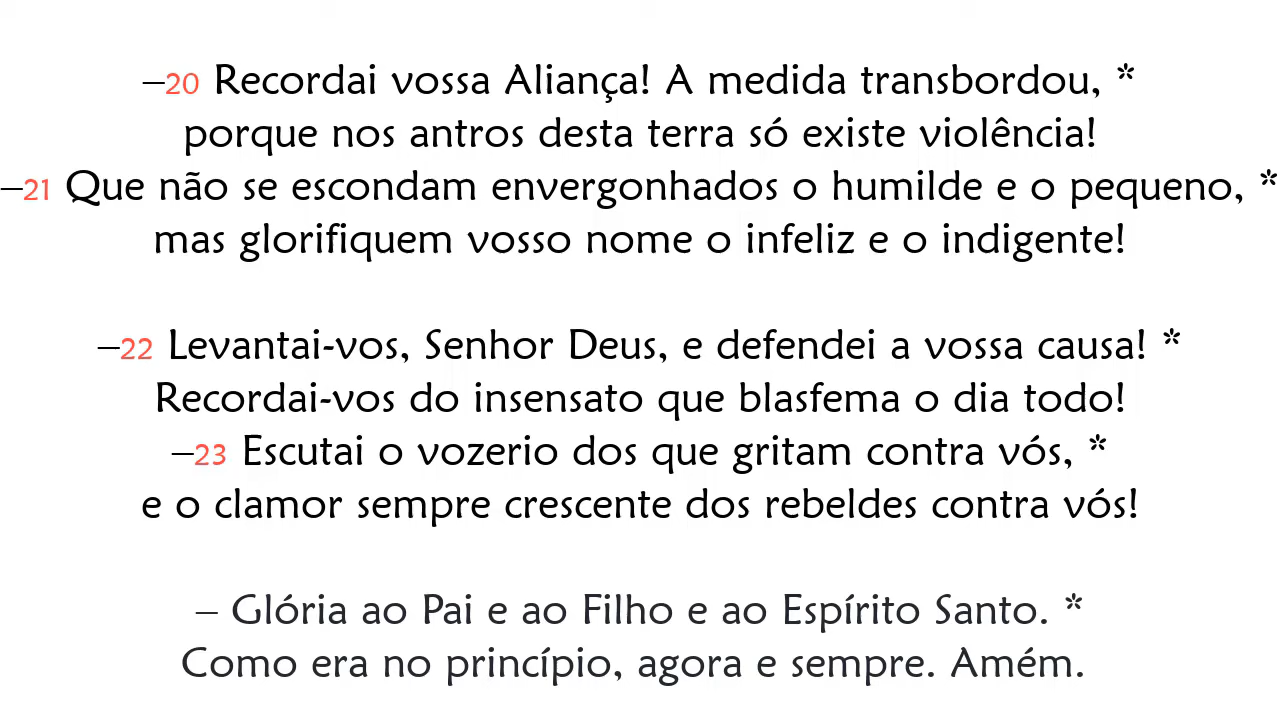 –20 Recordai vossa Aliança! A medida transbordou, *
porque nos antros desta terra só existe violência!
–21 Que não se escondam envergonhados o humilde e o pequeno, *
mas glorifiquem vosso nome o infeliz e o indigente!
–22 Levantai-vos, Senhor Deus, e defendei a vossa causa! *
Recordai-vos do insensato que blasfema o dia todo!
–23 Escutai o vozerio dos que gritam contra vós, *
e o clamor sempre crescente dos rebeldes contra vós!
– Glória ao Pai e ao Filho e ao Espírito Santo. *
Como era no princípio, agora e sempre. Amém.